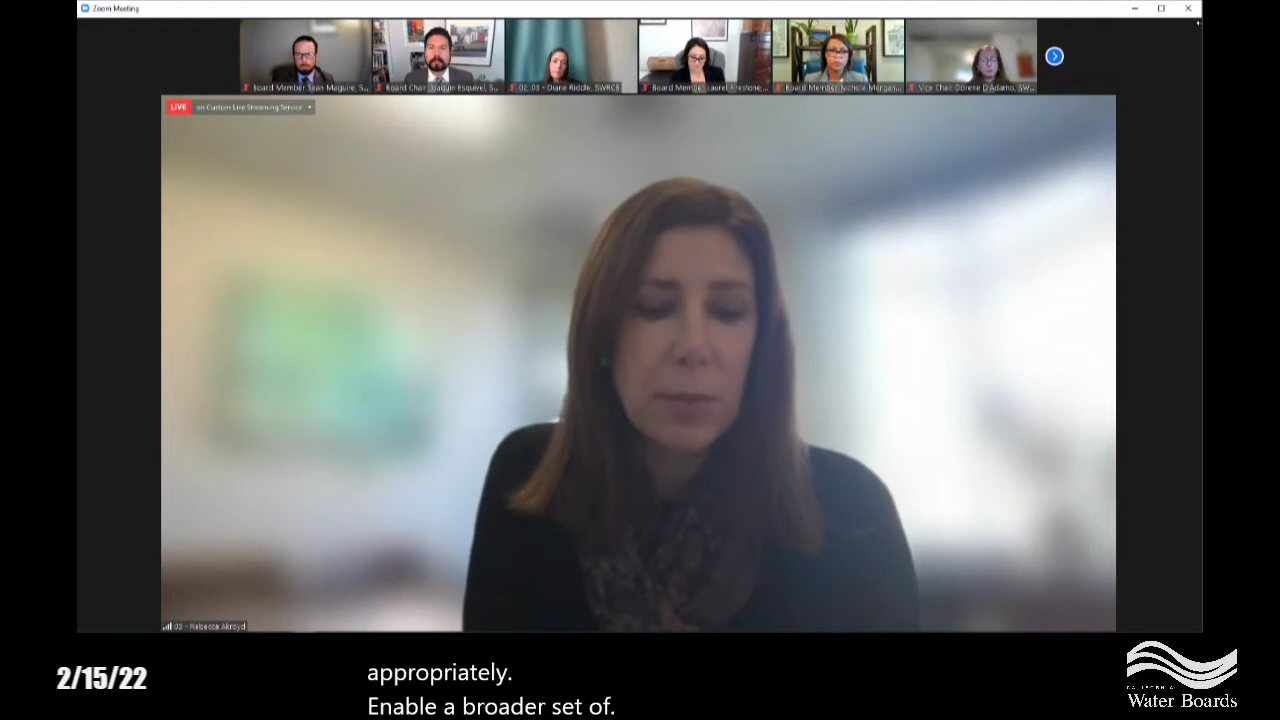 Zoom Meeting
Board Member Sean Maguire, S...
Board Chair Joaquin Esquivel, S...
02, 03 - Diane Riddle, SWRCB
Board Member Laurel Firestone,...
Board Member Nichole Morgan...
Vice Chair Dorene D'Adamo, SW...
LIVE on Custom Live Streaming Service
03 - Rebecca Akroyd
2/15/22
appropriately.
Enable a broader set of.
CALIFORNIA
Water Boards